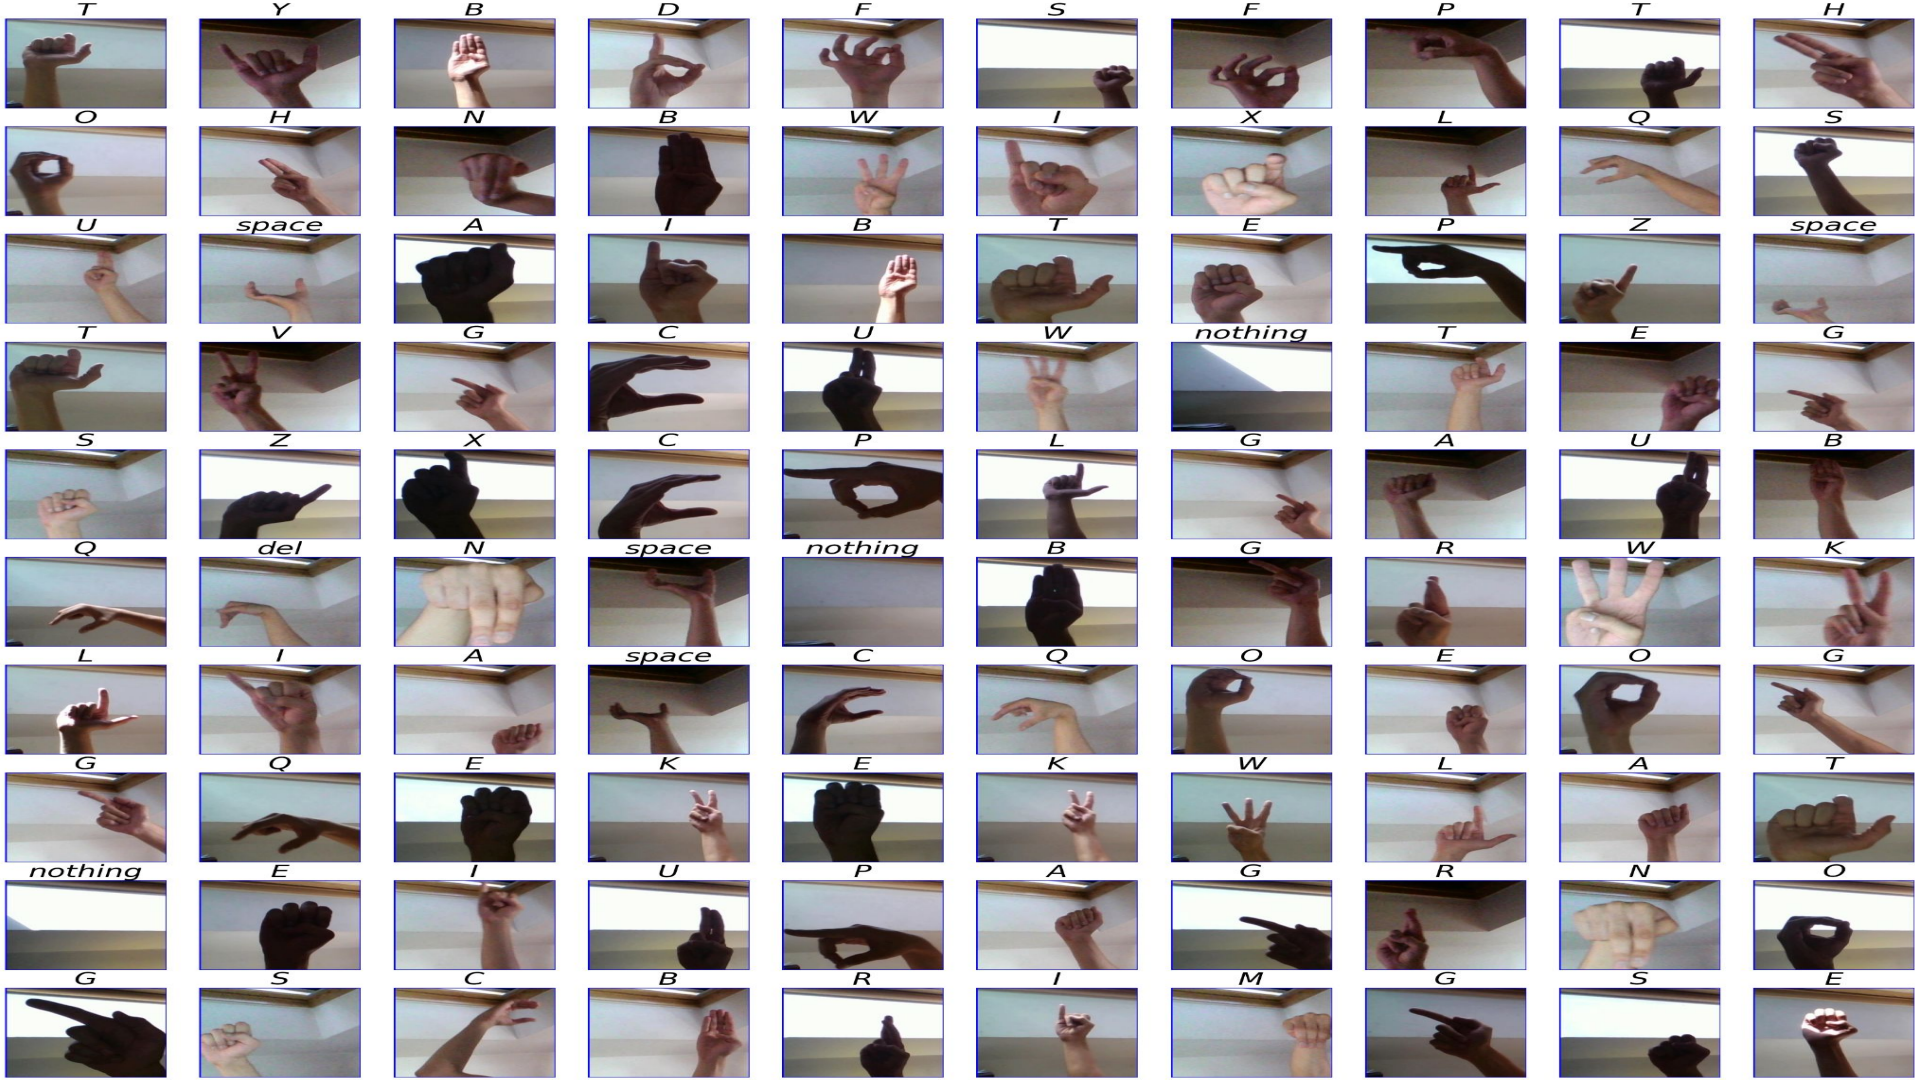 T Y B D F S F P T H
O H N B W I X L Q S
U space A I B T E P Z space
T V G C U W nothing T E G
S Z X C P L G A U B
Q del N space nothing B G R W K
L I A space C Q O E O G
G Q E K E K W L A T
nothing E I U P A G R N O
G S C B R I M G S E